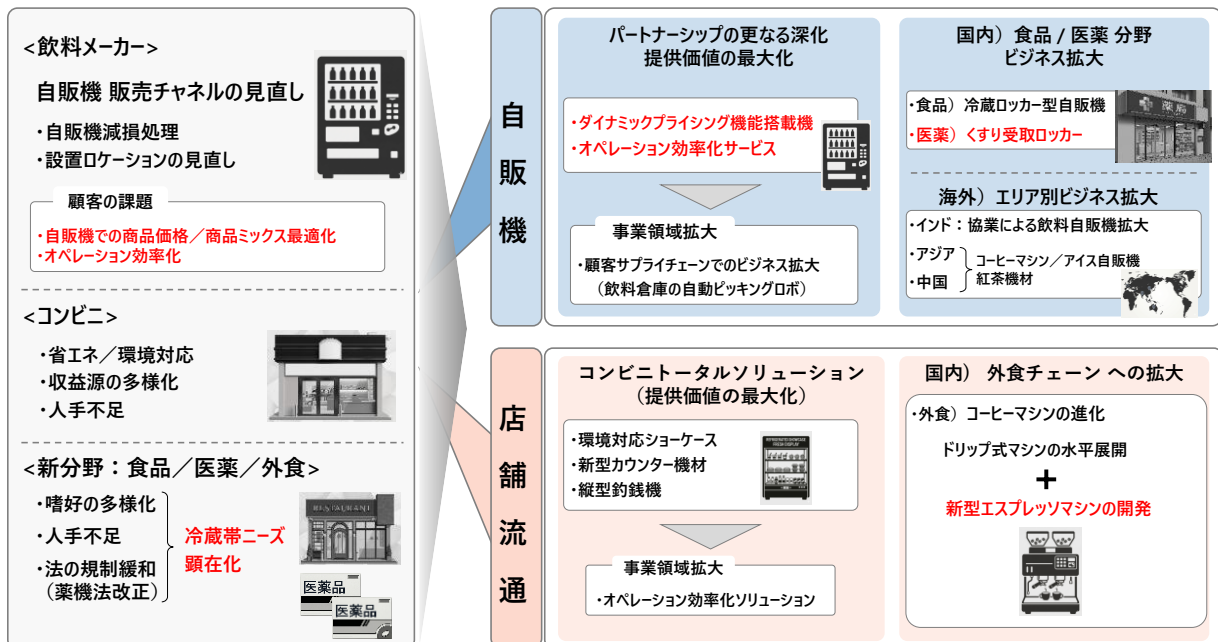 <飲料メーカー>
自販機 販売チャネルの見直し
・自販機減損処理
・設置ロケーションの見直し
顧客の課題
・自販機での商品価格／商品ミックス最適化
・オペレーション効率化
<コンビニ>
・省エネ／環境対応
・収益源の多様化
・人手不足
<新分野：食品／医薬／外食>
・嗜好の多様化
・人手不足
・法の規制緩和
（薬機法改正）
冷蔵帯ニーズ
顕在化
RESTAURANT
医薬品
医薬品
自販機
パートナーシップの更なる深化
提供価値の最大化
・ダイナミックプライシング機能搭載機
・オペレーション効率化サービス
事業領域拡大
・顧客サプライチェーンでのビジネス拡大
（飲料倉庫の自動ピッキングロボ）
国内）食品 / 医薬 分野
ビジネス拡大
・食品）冷蔵ロッカー型自販機
・医薬）くすり受取ロッカー
海外）エリア別ビジネス拡大
・インド：協業による飲料自販機拡大
・アジア
・中国
コーヒーマシン／アイス自販機
紅茶機材
店舗流通
コンビニトータルソリューション
（提供価値の最大化）
・環境対応ショーケース
・新型カウンター機材
・縦型釣銭機
REFRIGERATED SHOWCASE
FRESH DISPLAY
事業領域拡大
・オペレーション効率化ソリューション
国内） 外食チェーン への拡大
・外食）コーヒーマシンの進化
ドリップ式マシンの水平展開
+
新型エスプレッソマシンの開発